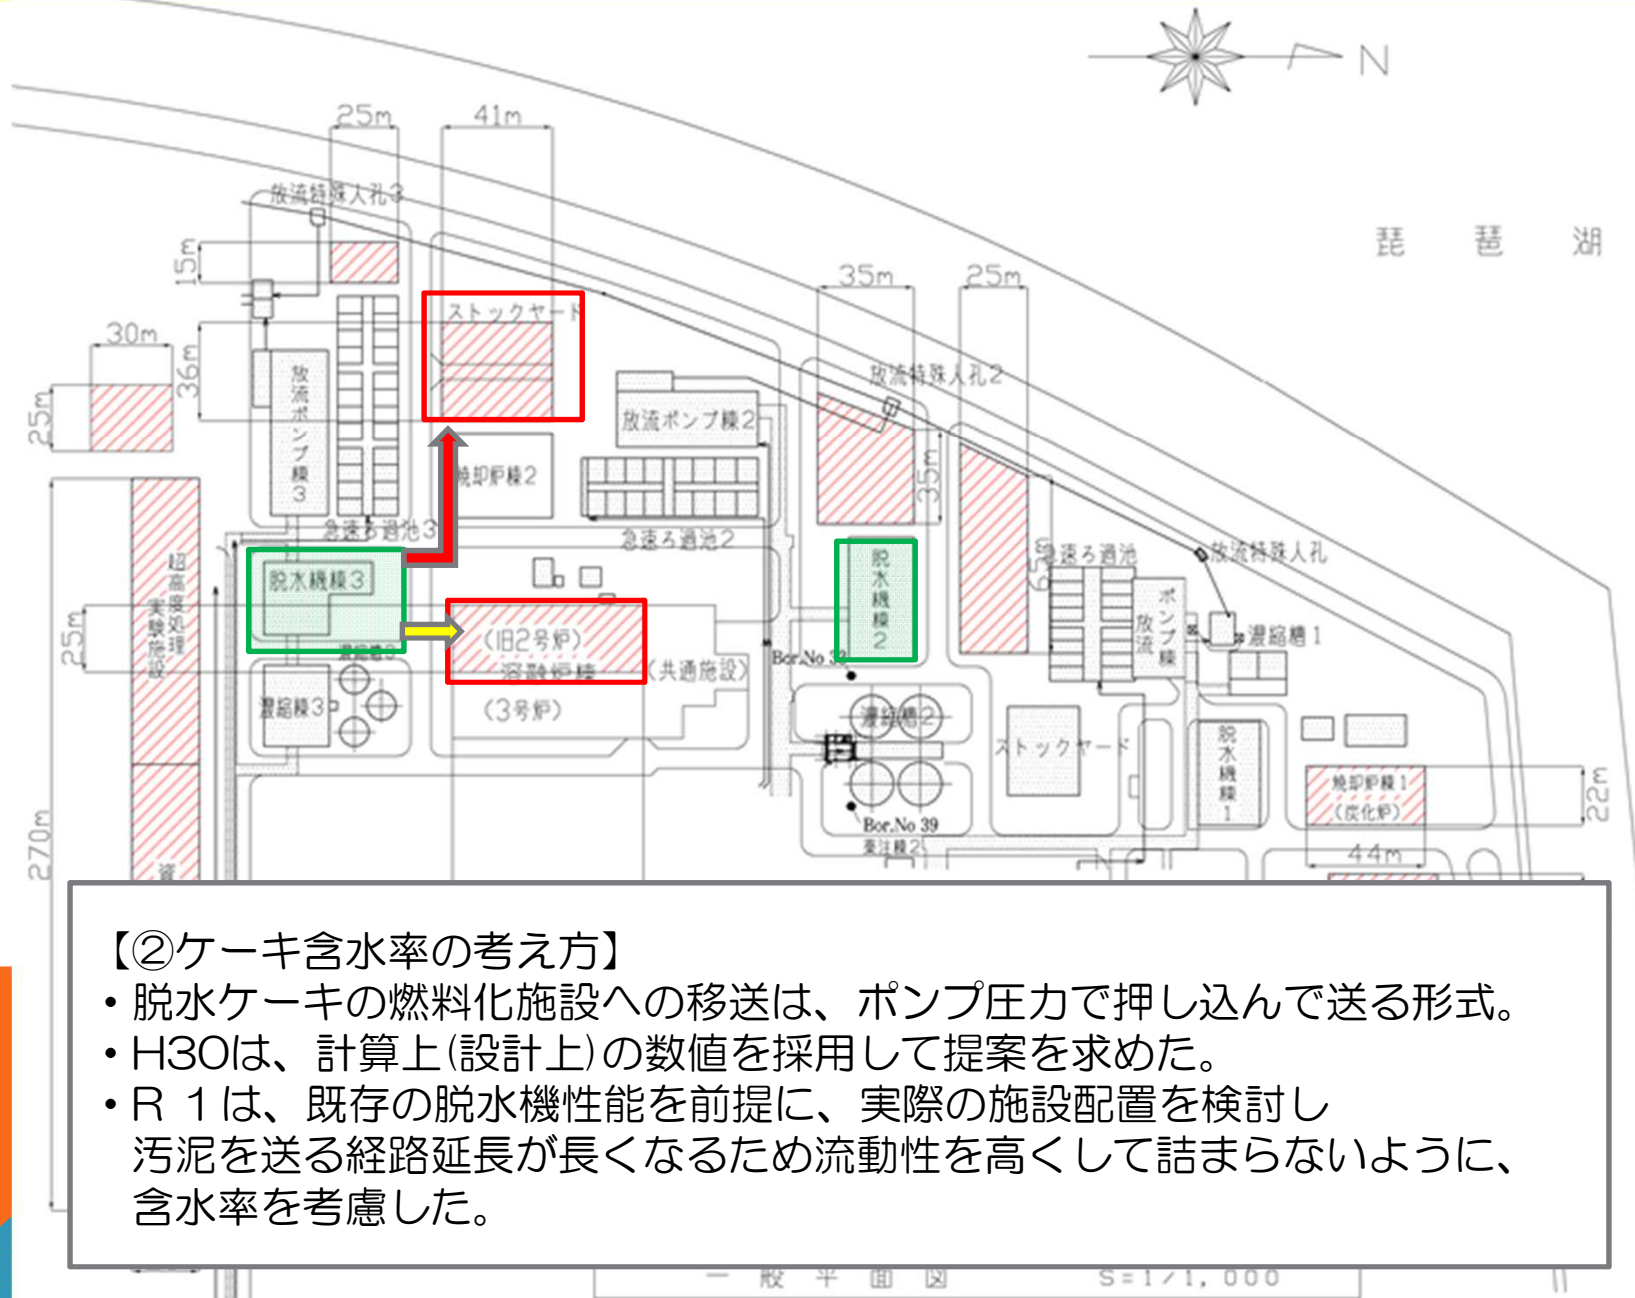 N
琵琶湖
25m
41m
放流特殊人孔3
15m
35m
25m
ストックヤード
30m
36m
放流特殊人孔2
25m
放流ポンプ棟3
放流ポンプ棟2
焼却炉棟2
35m
急速ろ過池3
急速ろ過池2
65m
急速ろ過池
放流特殊人孔
超高度処理
実験施設
脱水機棟3
脱水機棟2
放流
ポンプ棟
25m
(旧2号炉)
濃縮槽3
溶融炉棟
(共通施設)
Bor.No 38
濃縮槽1
濃縮棟3
(3号炉)
濃縮槽2
ストックヤード
脱水機棟1
焼却炉棟1
(炭化炉)
22m
270m
Bor.No 39
薬注棟2
44m
資
【②ケーキ含水率の考え方】
・脱水ケーキの燃料化施設への移送は、ポンプ圧力で押し込んで送る形式。
・H30は、計算上(設計上)の数値を採用して提案を求めた。
・R 1は、既存の脱水機性能を前提に、実際の施設配置を検討し
汚泥を送る経路延長が長くなるため流動性を高くして詰まらないように、
含水率を考慮した。
一般平面図 S=1/1,000